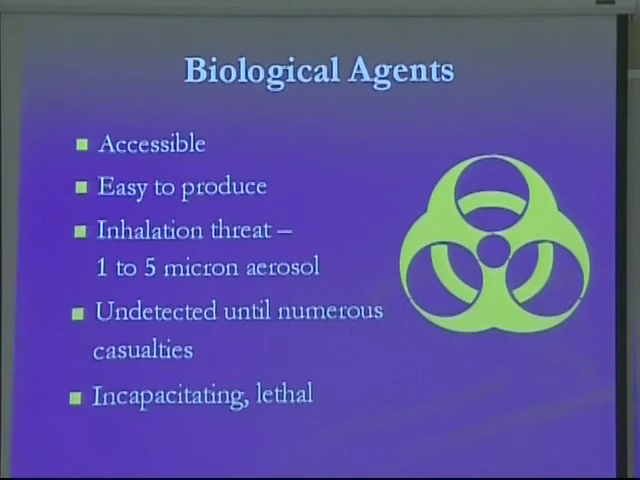 Biological Agents
Accessible
Easy to produce
Inhalation threat –
1 to 5 micron aerosol
Undetected until numerous
casualties
Incapacitating, lethal